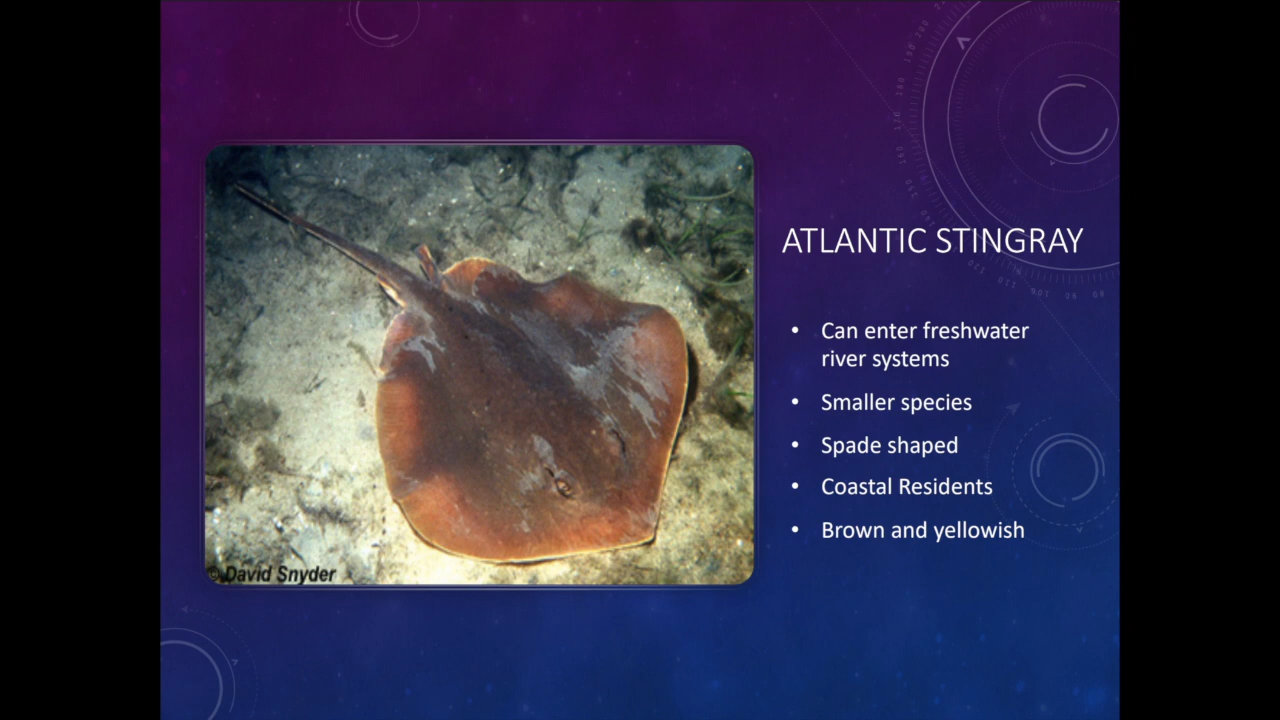 ATLANTIC STINGRAY
• Can enter freshwater
river systems
• Smaller species
• Spade shaped
• Coastal Residents
• Brown and yellowish
© David Snyder